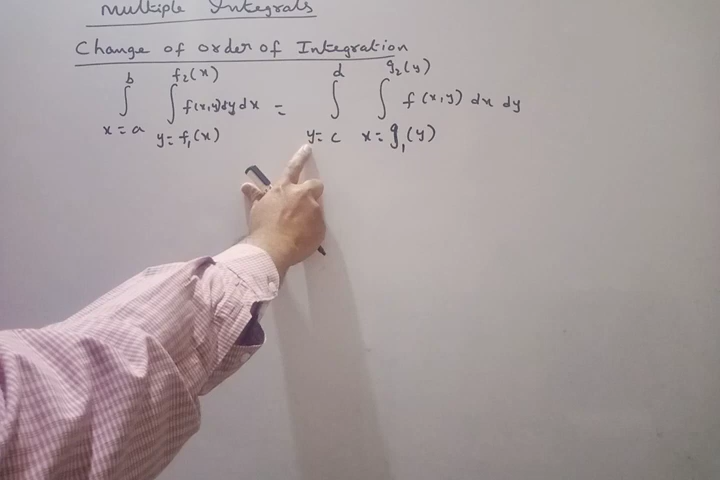 Multiple Integrals
Change of order of Integration
b f₂(x) d g₂(y)
∫ ∫ f(x,y) dy dx = ∫ ∫ f(x,y) dx dy
x = a y = f₁(x) y = c x = g₁(y)